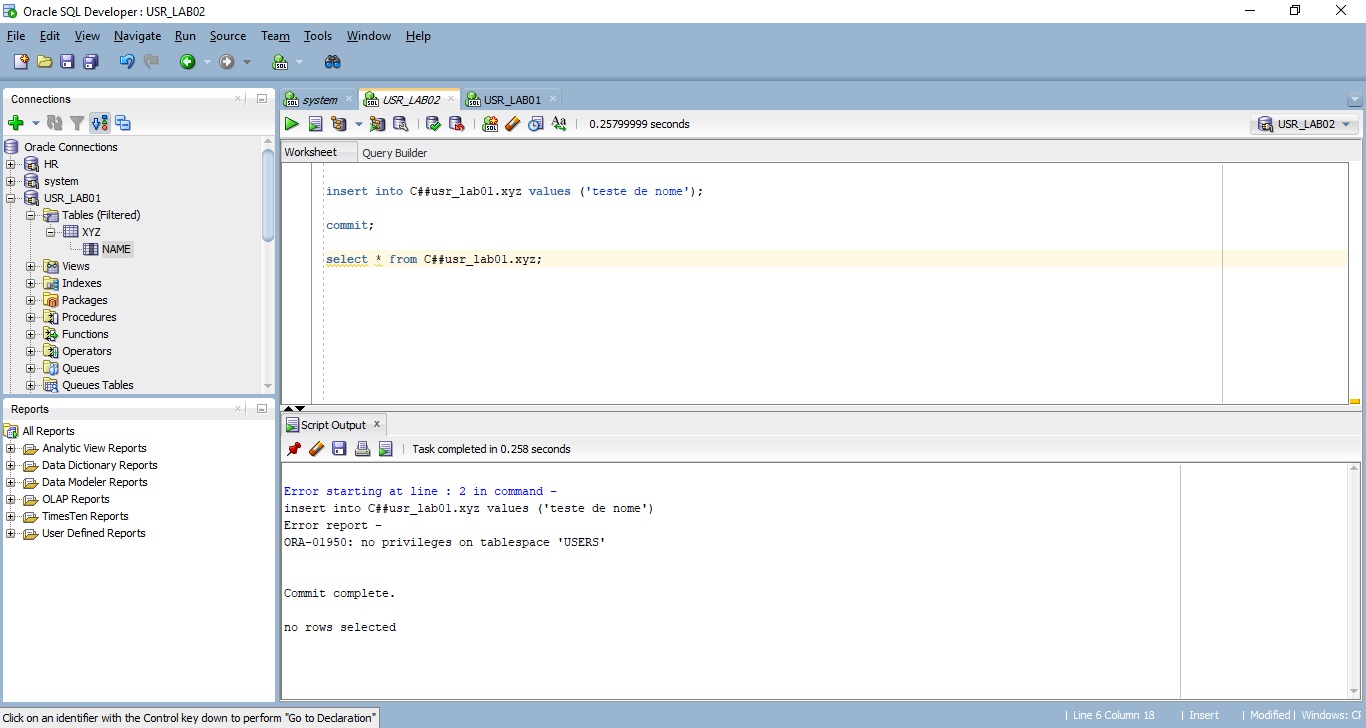 Oracle SQL Developer : USR_LAB02
File Edit View Navigate Run Source Team Tools Window Help
Connections
Oracle Connections
HR
system
USR_LAB01
Tables (Filtered)
XYZ
NAME
Views
Indexes
Packages
Procedures
Functions
Operators
Queues
Queues Tables
Reports
All Reports
Analytic View Reports
Data Dictionary Reports
Data Modeler Reports
OLAP Reports
TimesTen Reports
User Defined Reports
system USR_LAB02 USR_LAB01
0.25799999 seconds USR_LAB02
Worksheet Query Builder
insert into C##usr_lab01.xyz values ('teste de nome');
commit;
select * from C##usr_lab01.xyz;
Script Output
Task completed in 0.258 seconds
Error starting at line : 2 in command -
insert into C##usr_lab01.xyz values ('teste de nome')
Error report -
ORA-01950: no privileges on tablespace 'USERS'
Commit complete.
no rows selected
Click on an identifier with the Control key down to perform "Go to Declaration"
| Line 6 Column 18 | Insert | Modified | Windows: